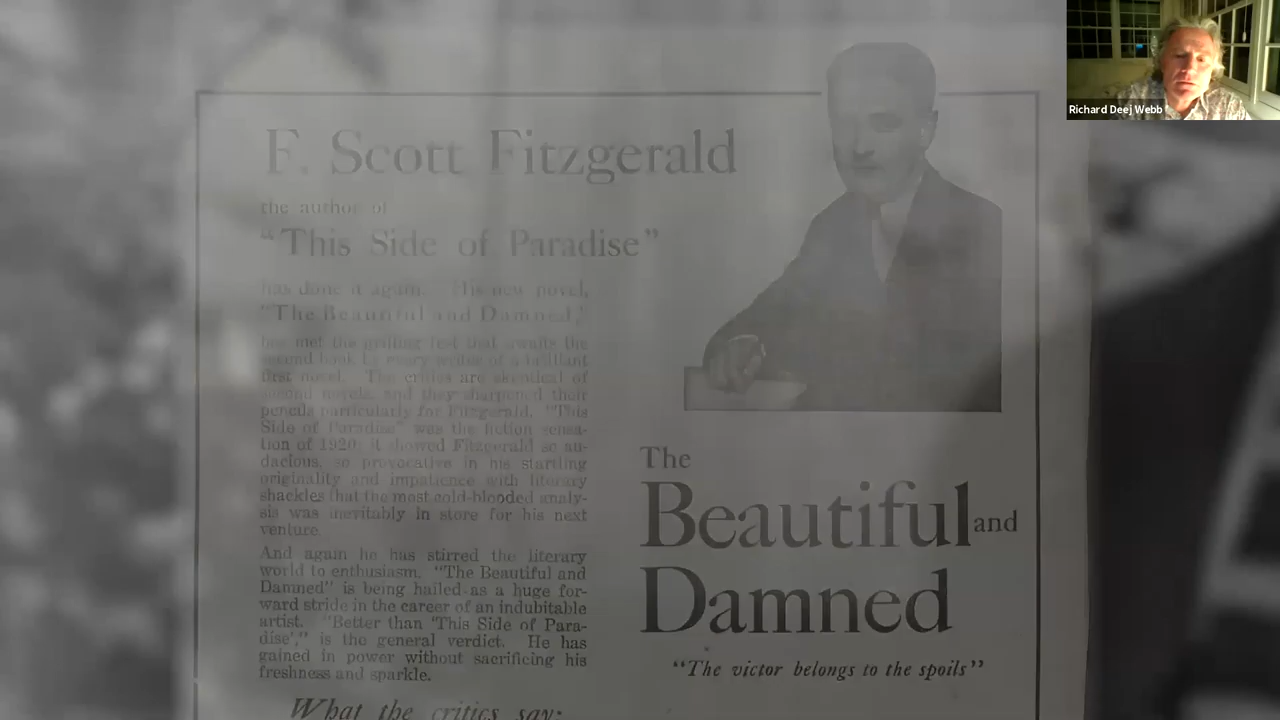 F. Scott Fitzgerald
the author of
"This Side of Paradise"
has done it again. His new novel,
"The Beautiful and Damned,"
has met the grilling test that awaits the
second book by every writer of a brilliant
first novel. The critics are skeptical of
second novels, and they sharpened their
pencils particularly for Fitzgerald. "This
Side of Paradise" was the fiction sensa-
tion of 1920; it showed Fitzgerald so au-
dacious, so provocative in his startling
originality and impatience with literary
shackles that the most cold-blooded analy-
sis was inevitably in store for his next
venture.
And again he has stirred the literary
world to enthusiasm. "The Beautiful and
Damned" is being hailed as a huge for-
ward stride in the career of an indubitable
artist. "Better than 'This Side of Para-
dise'," is the general verdict. He has
gained in power without sacrificing his
freshness and sparkle.
What the critics say:
The
Beautiful and
Damned
"The victor belongs to the spoils"
Richard Deej Webb